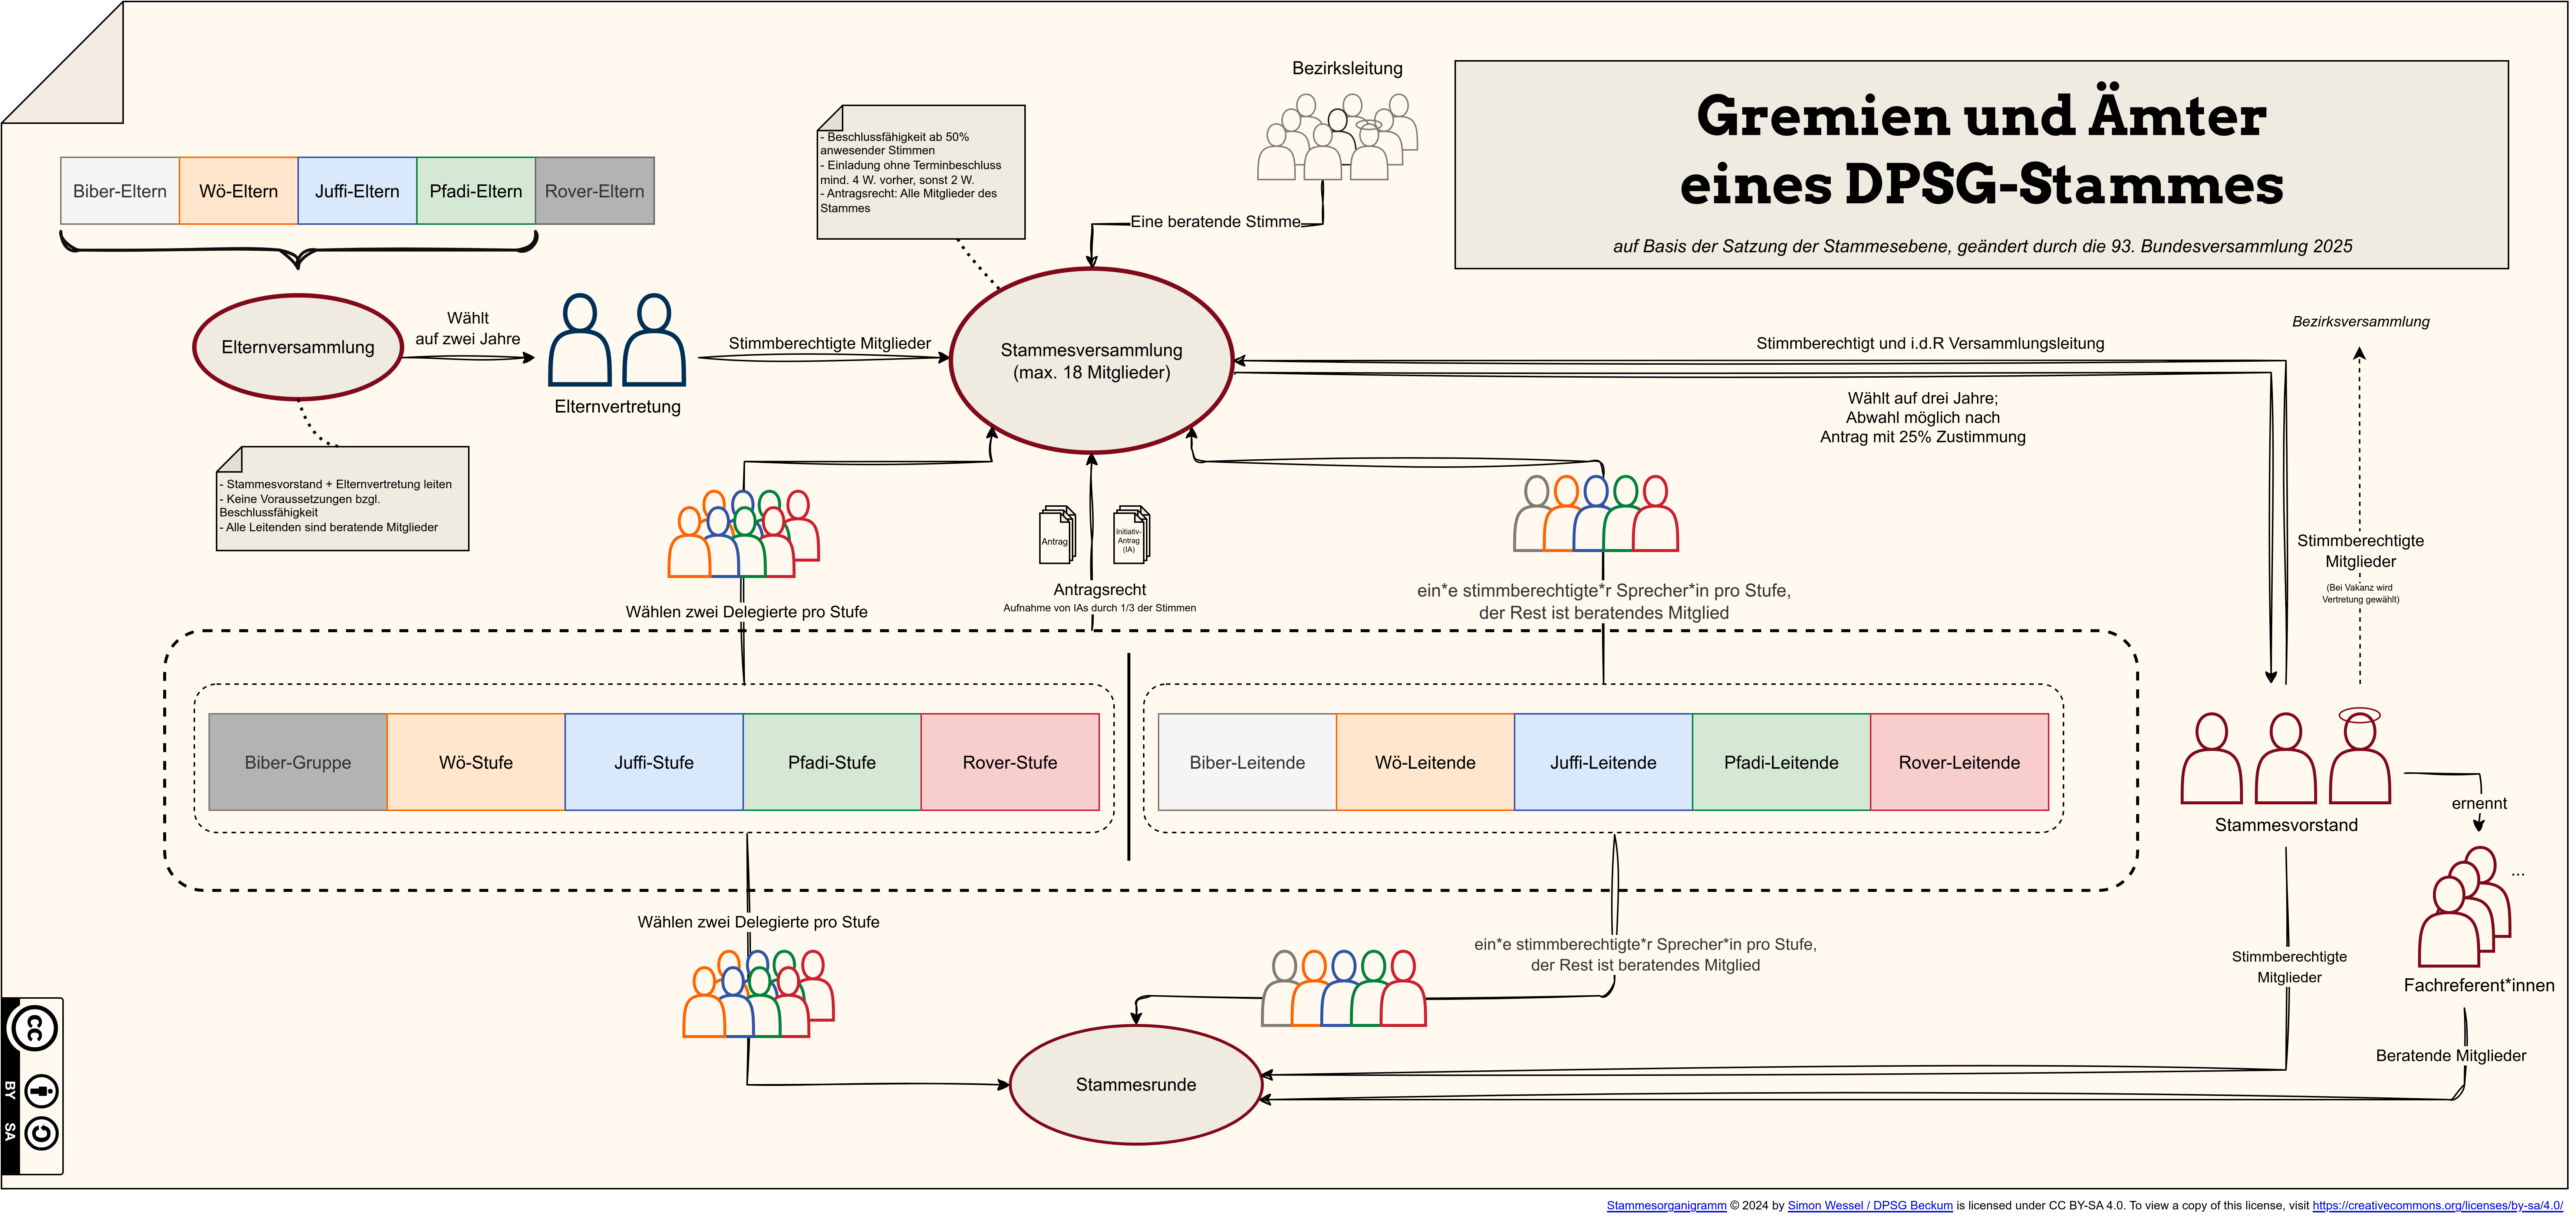 Gremien und Ämter
eines DPSG-Stammes
auf Basis der Satzung der Stammesebene, geändert durch die 93. Bundesversammlung 2025
Bezirksleitung
Eine beratende Stimme
- Beschlussfähigkeit ab 50%
anwesender Stimmen
- Einladung ohne Terminbeschluss
mind. 4 W. vorher, sonst 2 W.
- Antragsrecht: Alle Mitglieder des
Stammes
Biber-Eltern
Wö-Eltern
Juffi-Eltern
Pfadi-Eltern
Rover-Eltern
Elternversammlung
Wählt
auf zwei Jahre
Elternvertretung
Stimmberechtigte Mitglieder
Stammesversammlung
(max. 18 Mitglieder)
Stimmberechtigt und i.d.R Versammlungsleitung
Wählt auf drei Jahre;
Abwahl möglich nach
Antrag mit 25% Zustimmung
Bezirksversammlung
Stimmberechtigte
Mitglieder
(Bei Vakanz wird
Vertretung gewählt)
- Stammesvorstand + Elternvertretung leiten
- Keine Voraussetzungen bzgl.
Beschlussfähigkeit
- Alle Leitenden sind beratende Mitglieder
Wählen zwei Delegierte pro Stufe
Antrag
Initiativ-
Antrag
(IA)
Antragsrecht
Aufnahme von IAs durch 1/3 der Stimmen
ein*e stimmberechtigte*r Sprecher*in pro Stufe,
der Rest ist beratendes Mitglied
Biber-Gruppe
Wö-Stufe
Juffi-Stufe
Pfadi-Stufe
Rover-Stufe
Biber-Leitende
Wö-Leitende
Juffi-Leitende
Pfadi-Leitende
Rover-Leitende
Stammesvorstand
ernennt
...
Fachreferent*innen
Wählen zwei Delegierte pro Stufe
ein*e stimmberechtigte*r Sprecher*in pro Stufe,
der Rest ist beratendes Mitglied
Stimmberechtigte
Mitglieder
Beratende Mitglieder
Stammesrunde
CC
BY SA
Stammesorganigramm © 2024 by Simon Wessel / DPSG Beckum is licensed under CC BY-SA 4.0. To view a copy of this license, visit https://creativecommons.org/licenses/by-sa/4.0/